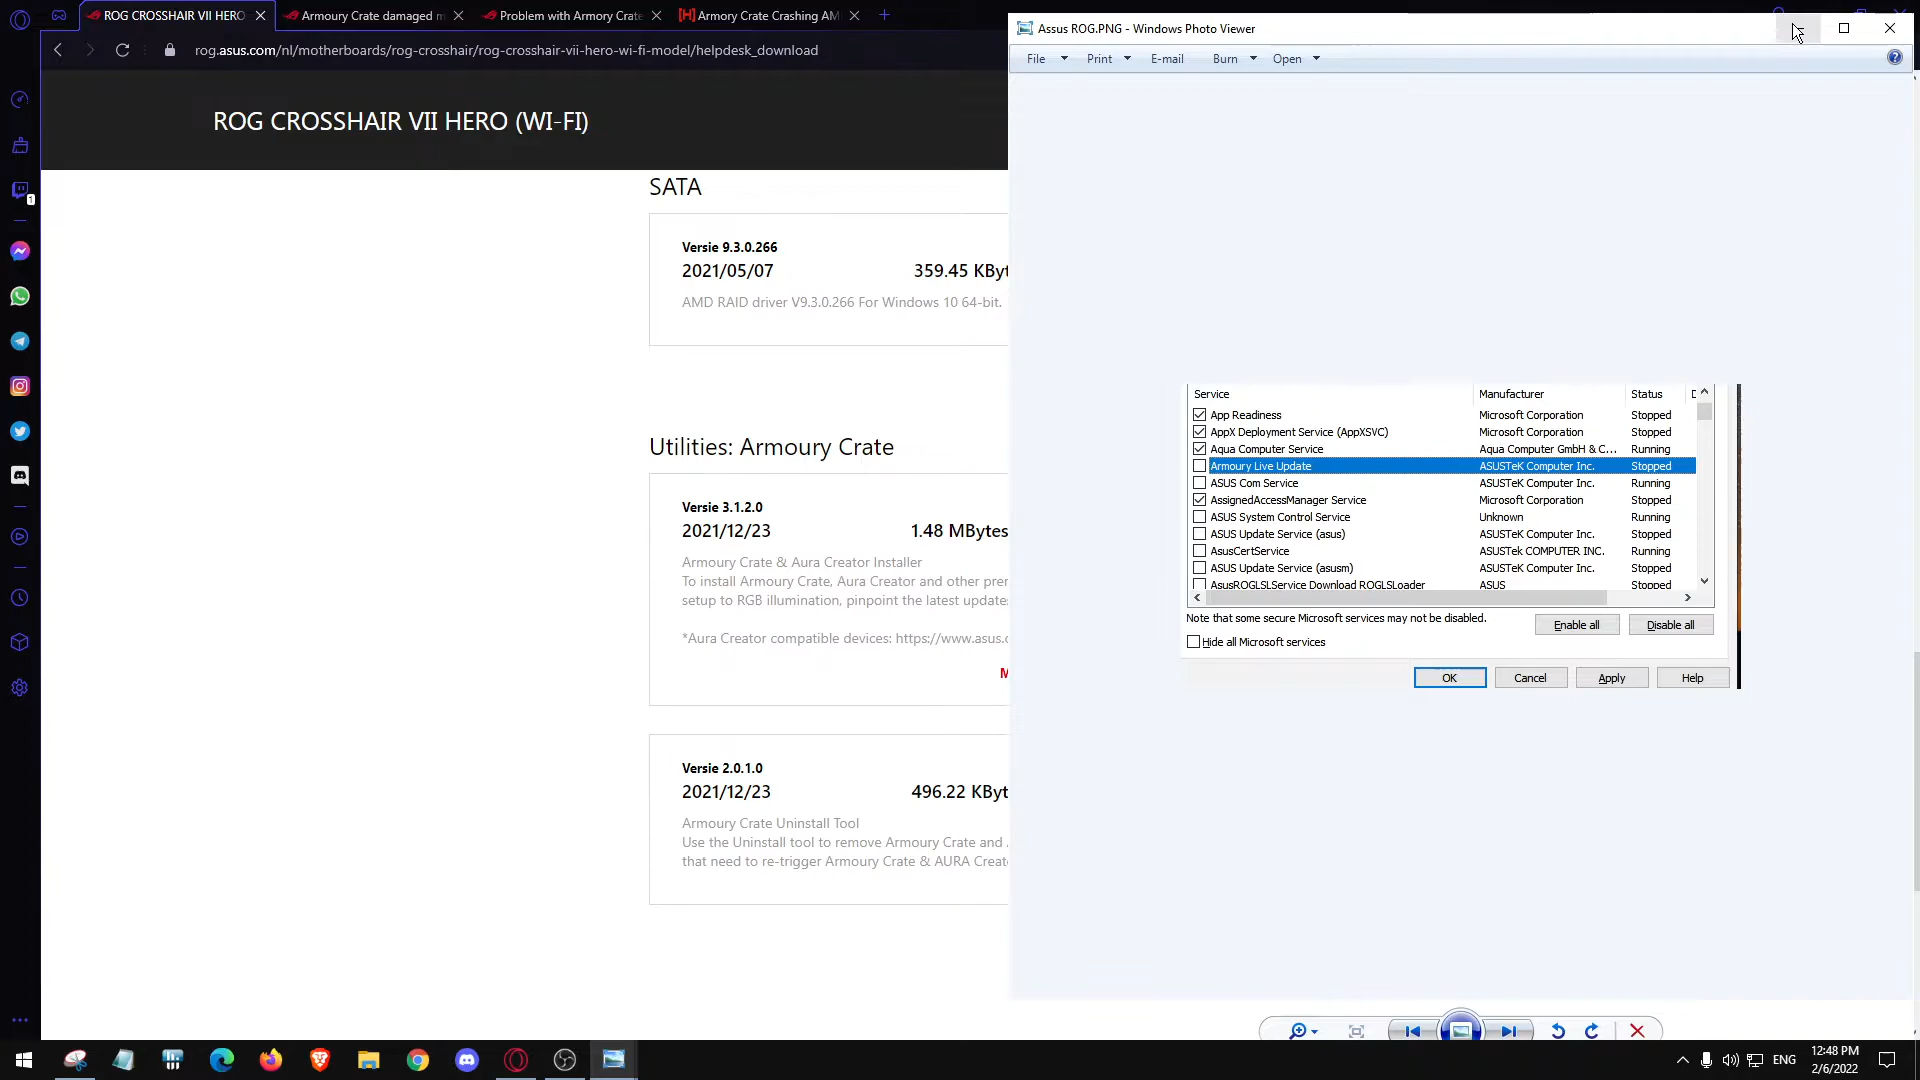 ROG CROSSHAIR VII HERO
Armoury Crate damaged m
Problem with Armory Crate
[H] Armory Crate Crashing AM
rog.asus.com/nl/motherboards/rog-crosshair/rog-crosshair-vii-hero-wi-fi-model/helpdesk_download
1
ROG CROSSHAIR VII HERO (WI-FI)
SATA
Versie 9.3.0.266
2021/05/07 359.45 KByt
AMD RAID driver V9.3.0.266 For Windows 10 64-bit.
Utilities: Armoury Crate
Versie 3.1.2.0
2021/12/23 1.48 MBytes
Armoury Crate & Aura Creator Installer
To install Armoury Crate, Aura Creator and other pre
setup to RGB illumination, pinpoint the latest update
*Aura Creator compatible devices: https://www.asus.c
M
Versie 2.0.1.0
2021/12/23 496.22 KByt
Armoury Crate Uninstall Tool
Use the Uninstall tool to remove Armoury Crate and
that need to re-trigger Armoury Crate & AURA Creat
Assus ROG.PNG - Windows Photo Viewer
File Print E-mail Burn Open
Service Manufacturer Status
App Readiness Microsoft Corporation Stopped
AppX Deployment Service (AppXSVC) Microsoft Corporation Stopped
Aqua Computer Service Aqua Computer GmbH & C... Running
Armoury Live Update ASUSTeK Computer Inc. Stopped
ASUS Com Service ASUSTeK Computer Inc. Running
AssignedAccessManager Service Microsoft Corporation Stopped
ASUS System Control Service Unknown Running
ASUS Update Service (asus) ASUSTeK Computer Inc. Stopped
AsusCertService ASUSTek COMPUTER INC. Running
ASUS Update Service (asusm) ASUSTeK Computer Inc. Stopped
AsusROGLSLService Download ROGLSLoader ASUS Stopped
Note that some secure Microsoft services may not be disabled.
Enable all Disable all
Hide all Microsoft services
OK Cancel Apply Help
ENG
12:48 PM
2/6/2022